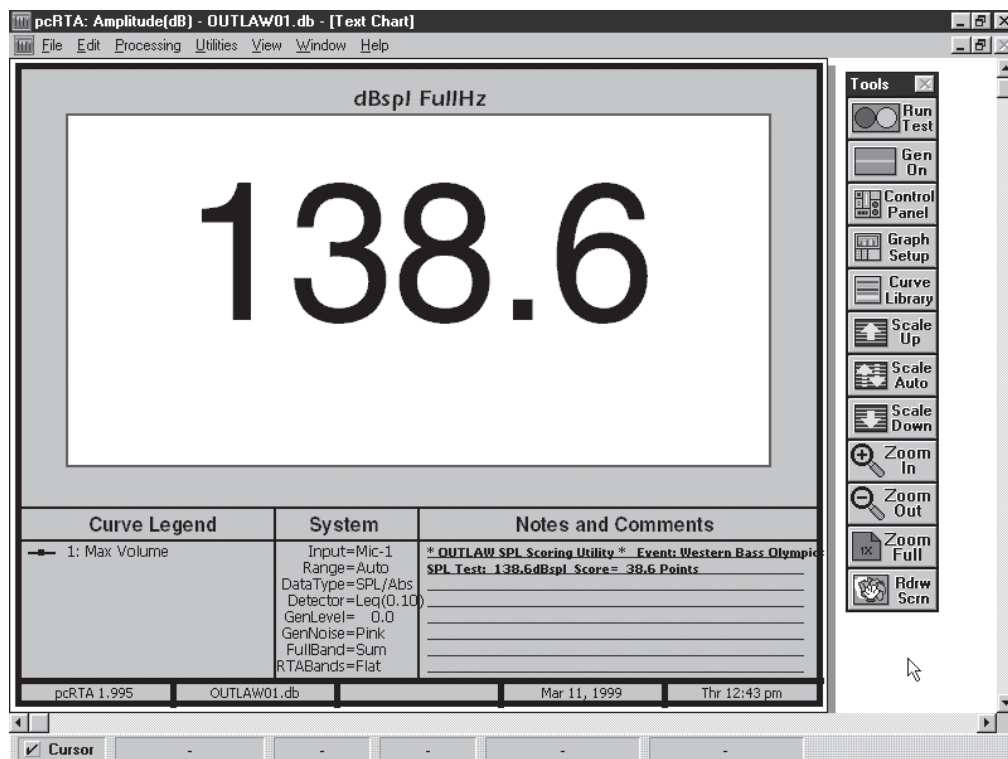 pcRTA: Amplitude(dB) - OUTLAW01.db - [Text Chart]
File Edit Processing Utilities View Window Help
dBspl FullHz
138.6
Curve Legend
1: Max Volume
System
Input=Mic-1
Range=Auto
DataType=SPL/Abs
Detector=Leq(0.10)
GenLevel= 0.0
GenNoise=Pink
FullBand=Sum
RTABands=Flat
Notes and Comments
* OUTLAW SPL Scoring Utility * Event: Western Bass Olympic
SPL Test: 138.6dBspl Score= 38.6 Points
pcRTA 1.995 OUTLAW01.db Mar 11, 1999 Thr 12:43 pm
Tools
Run
Test
Gen
On
Control
Panel
Graph
Setup
Curve
Library
Scale
Up
Scale
Auto
Scale
Down
Zoom
In
Zoom
Out
1X
Zoom
Full
Rdrw
Scrn
Cursor - - - - -